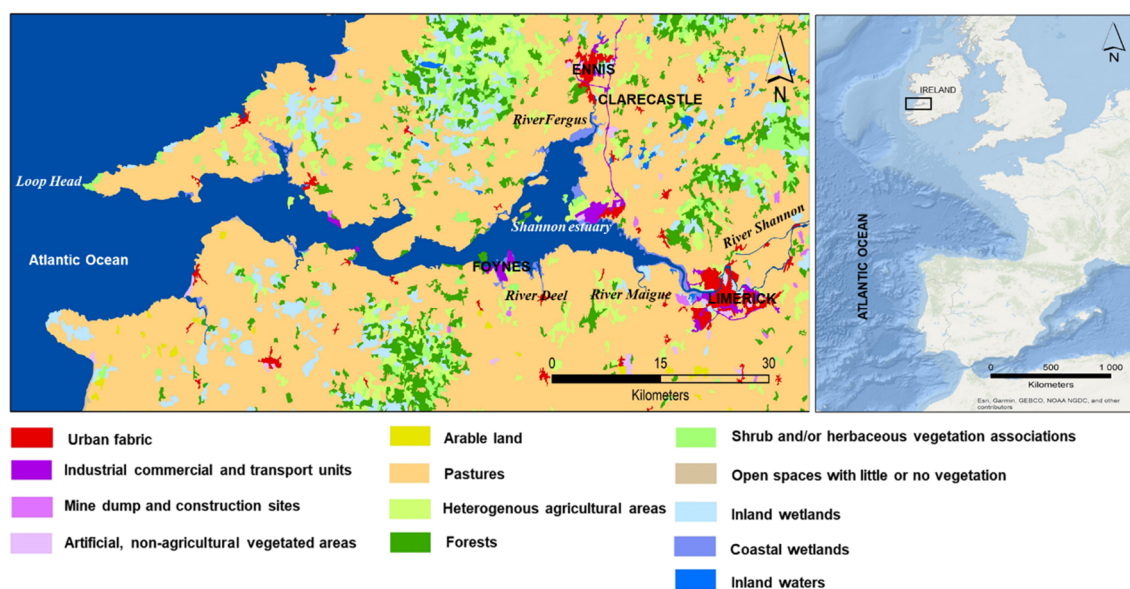 ENNIS
N
CLARECASTLE
River Fergus
Loop Head
Shannon estuary
River Shannon
Atlantic Ocean
FOYNES
River Deel
River Maigue
LIMERICK
0 15 30
Kilometers
N
IRELAND
ATLANTIC OCEAN
0 500 1 000
Kilometers
Esri, Garmin, GEBCO, NOAA NGDC, and other
contributors
Urban fabric
Industrial commercial and transport units
Mine dump and construction sites
Artificial, non-agricultural vegetated areas
Arable land
Pastures
Heterogenous agricultural areas
Forests
Shrub and/or herbaceous vegetation associations
Open spaces with little or no vegetation
Inland wetlands
Coastal wetlands
Inland waters